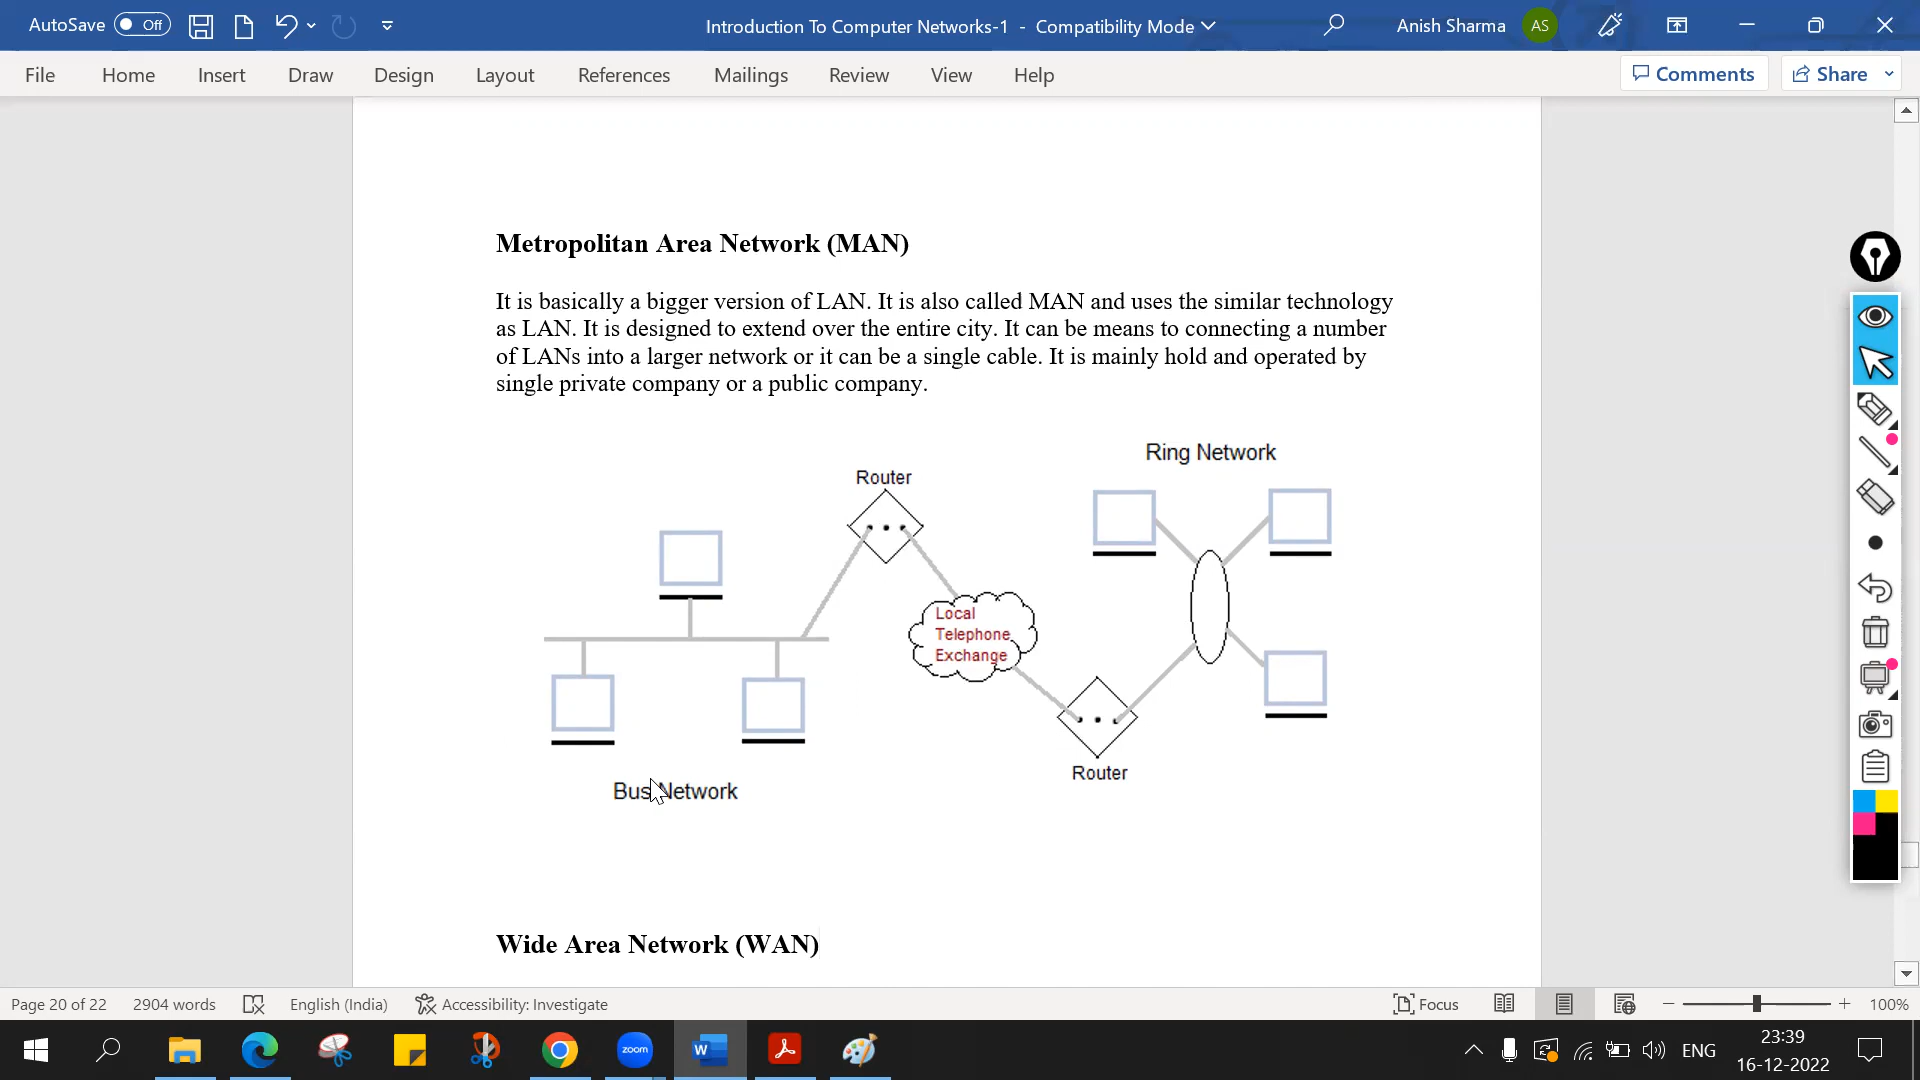 AutoSave Off Introduction To Computer Networks-1 - Compatibility Mode Anish Sharma AS
File Home Insert Draw Design Layout References Mailings Review View Help Comments Share
Metropolitan Area Network (MAN)
It is basically a bigger version of LAN. It is also called MAN and uses the similar technology
as LAN. It is designed to extend over the entire city. It can be means to connecting a number
of LANs into a larger network or it can be a single cable. It is mainly hold and operated by
single private company or a public company.
Ring Network
Router
Local
Telephone
Exchange
Router
Bus Network
Wide Area Network (WAN)
Page 20 of 22 2904 words English (India) Accessibility: Investigate Focus 100%
zoom W ENG 23:39
16-12-2022